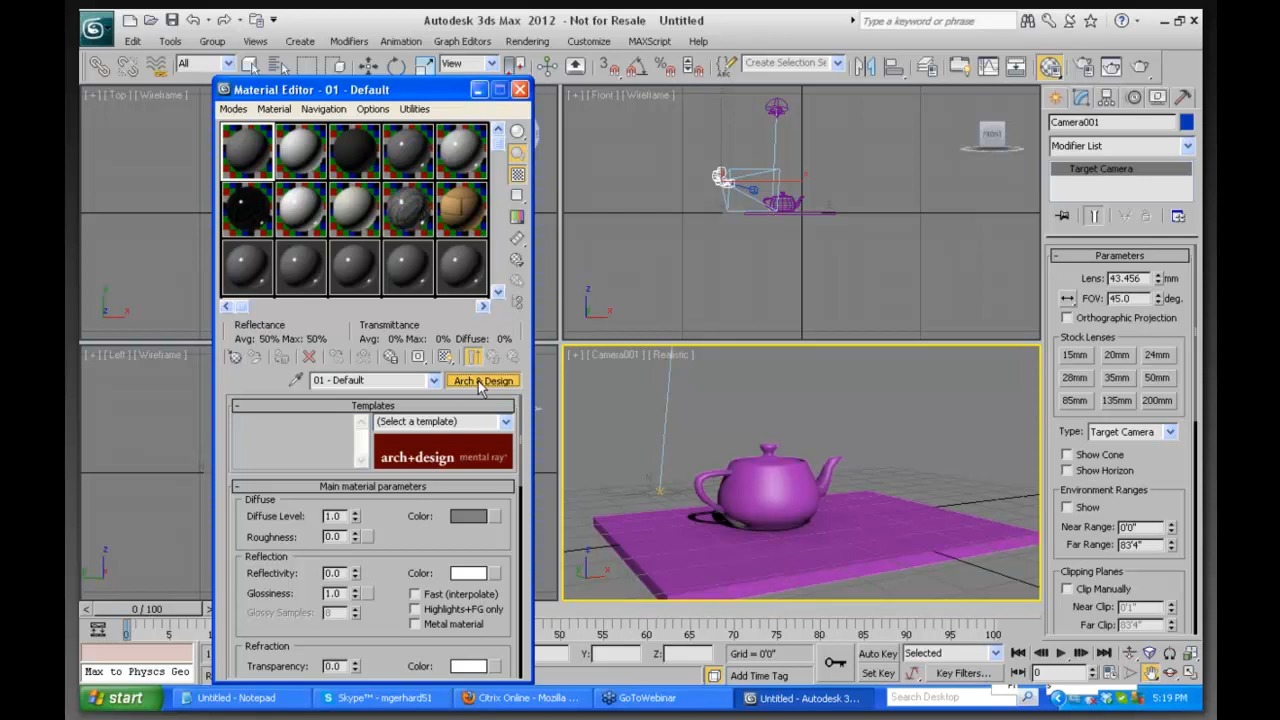 Autodesk 3ds Max 2012 - Not for Resale Untitled
Type a keyword or phrase
Edit Tools Group Views Create Modifiers Animation Graph Editors Rendering Customize MAXScript Help
All
View
Create Selection Se
[ + ] [ Top ] [ Wireframe ]
[ + ] [ Front ] [ Wireframe ]
FRONT
Material Editor - 01 - Default
Modes Material Navigation Options Utilities
Reflectance
Avg: 50% Max: 50%
Transmittance
Avg: 0% Max: 0% Diffuse: 0%
01 - Default
Arch & Design
Templates
(Select a template)
arch+design mental ray®
Main material parameters
Diffuse
Diffuse Level: 1.0 Color:
Roughness: 0.0
Reflection
Reflectivity: 0.0 Color:
Glossiness: 1.0 Fast (interpolate)
Glossy Samples: 8 Highlights+FG only
Metal material
Refraction
Transparency: 0.0 Color:
[ + ] [ Left ] [ Wireframe ]
[ + ] [ Camera001 ] [ Realistic ]
Camera001
Modifier List
Target Camera
Parameters
Lens: 43.456 mm
FOV: 45.0 deg.
Orthographic Projection
Stock Lenses
15mm 20mm 24mm
28mm 35mm 50mm
85mm 135mm 200mm
Type: Target Camera
Show Cone
Show Horizon
Environment Ranges
Show
Near Range: 0'0"
Far Range: 83'4"
Clipping Planes
Clip Manually
Near Clip: 0'1"
Far Clip: 83'4"
0 / 100
0 5 50 55 60 65 70 75 80 85 90 95 100
Max to Physcs Geo
Y: Z: Grid = 0'0"
Add Time Tag
Auto Key Selected
Set Key Key Filters...
0
start
Untitled - Notepad
Skype™ - mgerhard51
Citrix Online - Mozilla ...
GoToWebinar
Untitled - Autodesk 3...
Search Desktop
5:19 PM